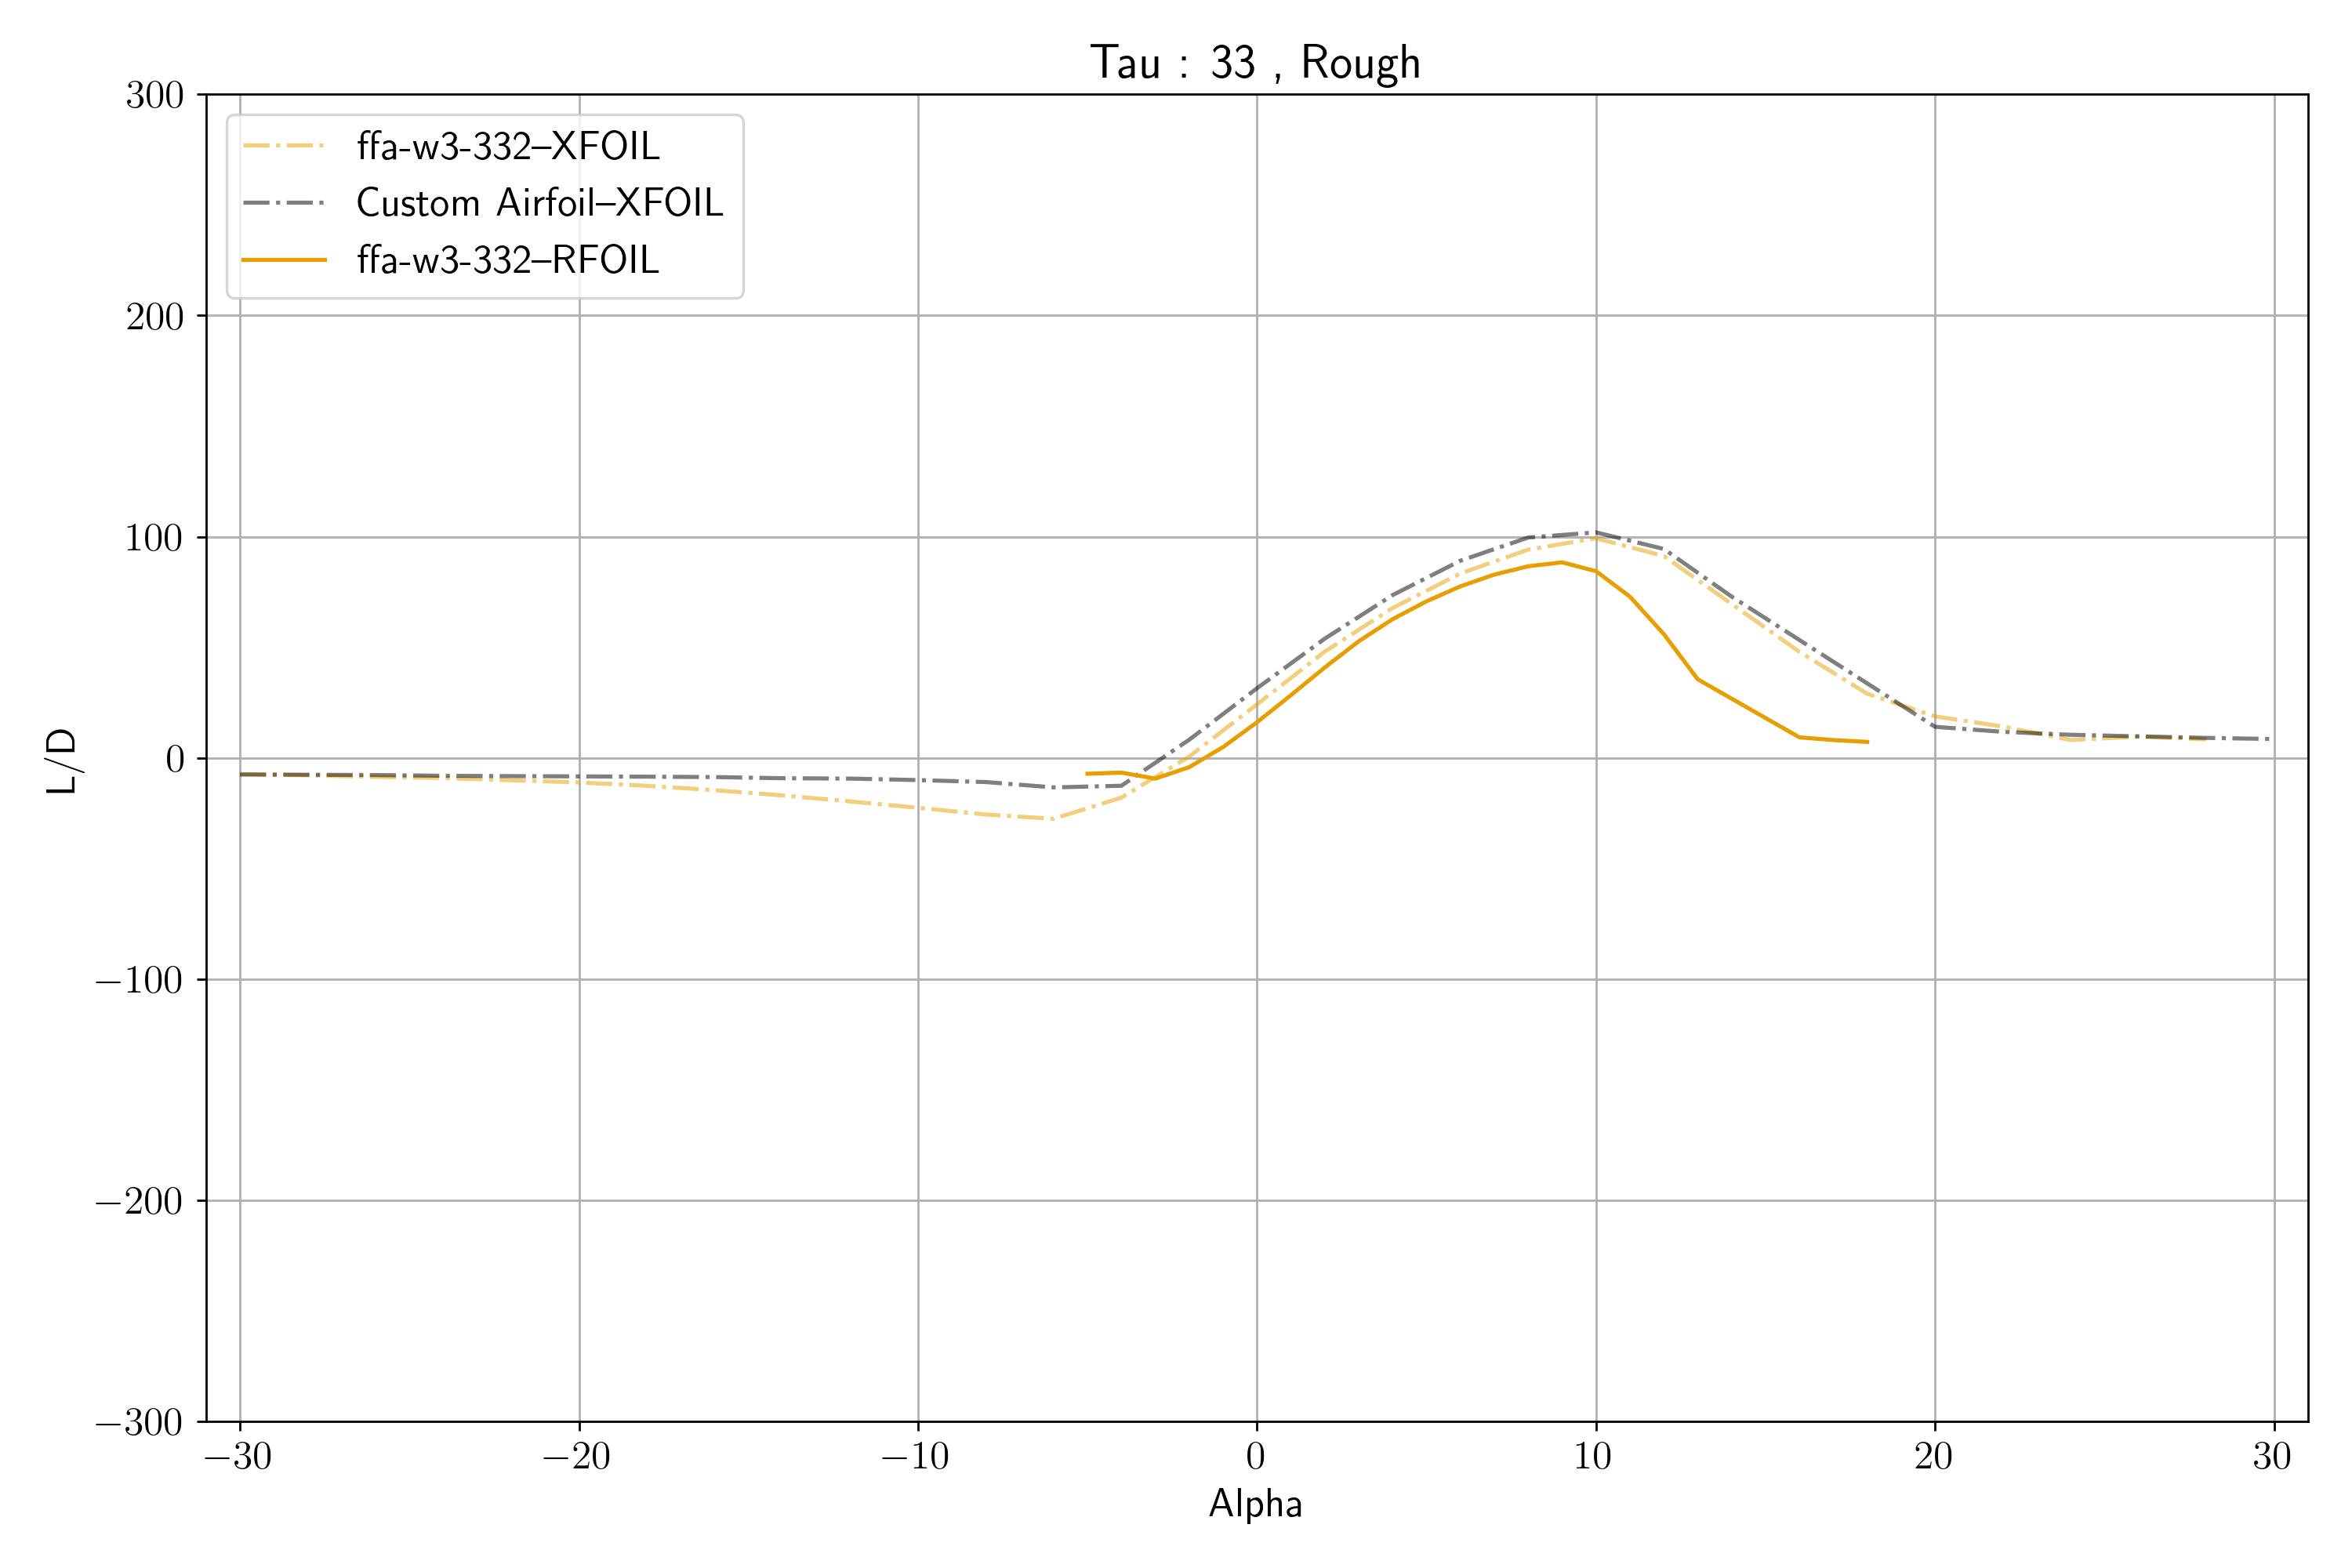 Tau : 33 , Rough
300
ffa-w3-332–XFOIL
Custom Airfoil–XFOIL
ffa-w3-332–RFOIL
200
100
L/D
0
−100
−200
−300
−30 −20 −10 0 10 20 30
Alpha